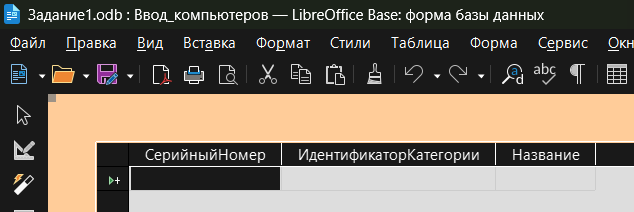 Задание1.odb : Ввод_компьютеров — LibreOffice Base: форма базы данных
Файл Правка Вид Вставка Формат Стили Таблица Форма Сервис Окн
abc
СерийныйНомер ИдентификаторКатегории Название